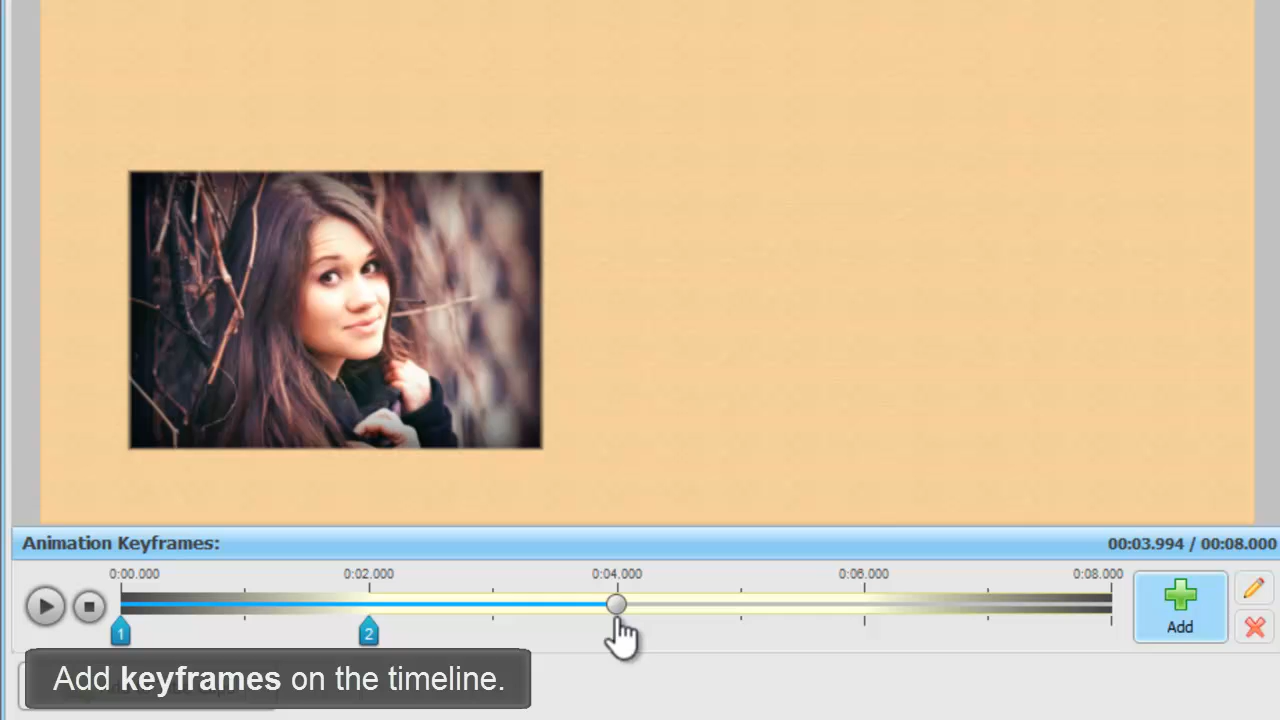 Animation Keyframes:
00:03.994 / 00:08.000
0:00.000 0:02.000 0:04.000 0:06.000 0:08.000
1 2
Add
Add keyframes on the timeline.